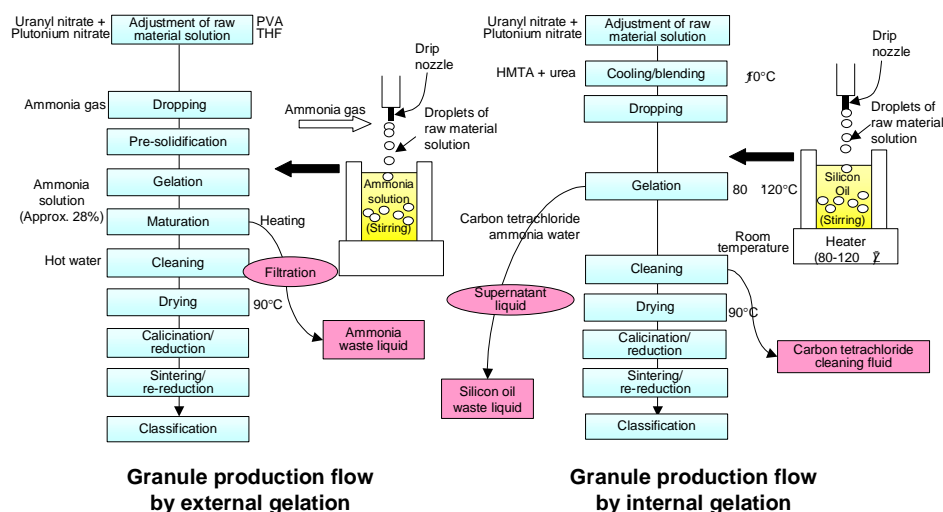 Uranyl nitrate +
Plutonium nitrate
Adjustment of raw
material solution
PVA
THF
Ammonia gas
Dropping
Pre-solidification
Gelation
Ammonia
solution
(Approx. 28%)
Maturation
Heating
Hot water
Cleaning
Filtration
Drying
90°C
Calicination/
reduction
Ammonia
waste liquid
Sintering/
re-reduction
Classification
Drip
nozzle
Ammonia gas
Droplets of
raw material
solution
Ammonia
solution
(Stirring)
Granule production flow
by external gelation
Uranyl nitrate +
Plutonium nitrate
Adjustment of raw
material solution
HMTA + urea
Cooling/blending
0°C
Dropping
Gelation
80 120°C
Carbon tetrachloride
ammonia water
Room
temperature
Cleaning
Supernatant
liquid
Drying
90°C
Calicination/
reduction
Carbon tetrachloride
cleaning fluid
Sintering/
re-reduction
Silicon oil
waste liquid
Classification
Drip
nozzle
Droplets of
raw material
solution
Silicon
Oil
(Stirring)
Heater
(80-120
Granule production flow
by internal gelation